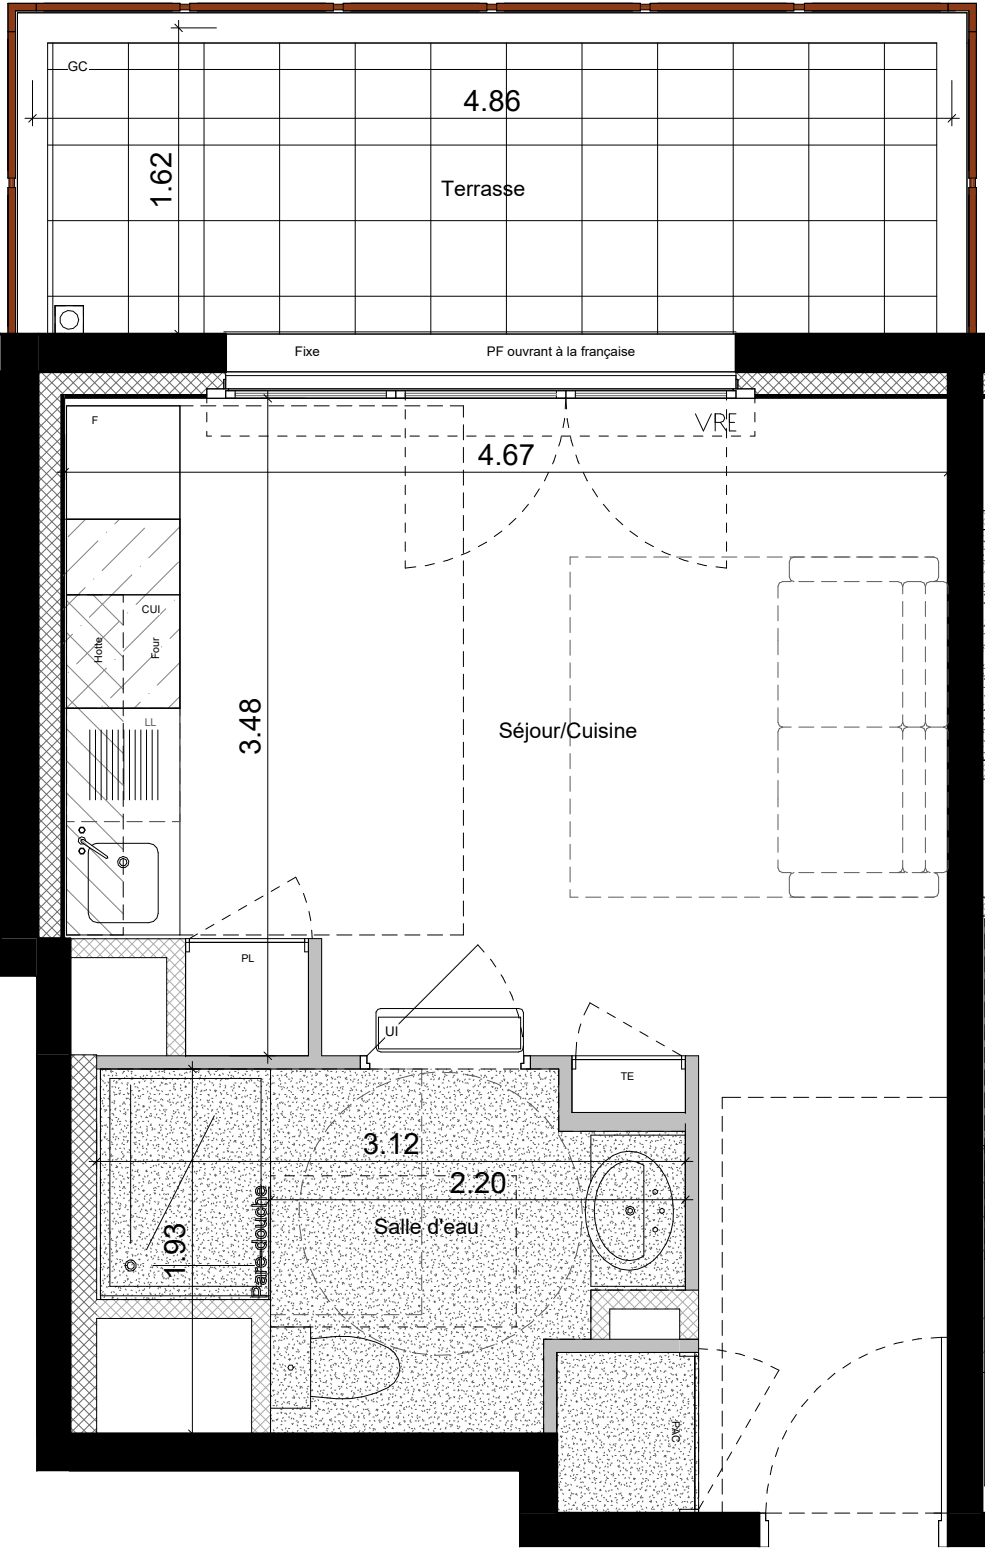 GC
4.86
1.62
Terrasse
Fixe
PF ouvrant à la française
F
VRE
4.67
CUI
Hotte
Four
LL
3.48
Séjour/Cuisine
PL
UI
TE
3.12
2.20
Salle d'eau
Pare-douche
1.93
PAC